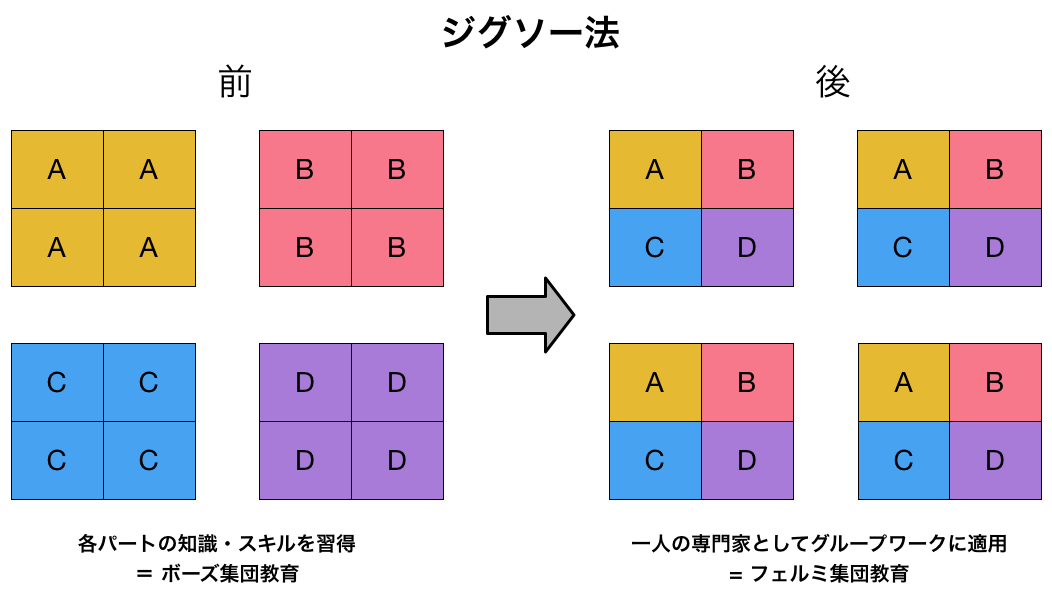 ジグソー法
前
後
A A
A A
B B
B B
C C
C C
D D
D D
A B
C D
A B
C D
A B
C D
A B
C D
各パートの知識・スキルを習得
= ボーズ集団教育
一人の専門家としてグループワークに適用
= フェルミ集団教育